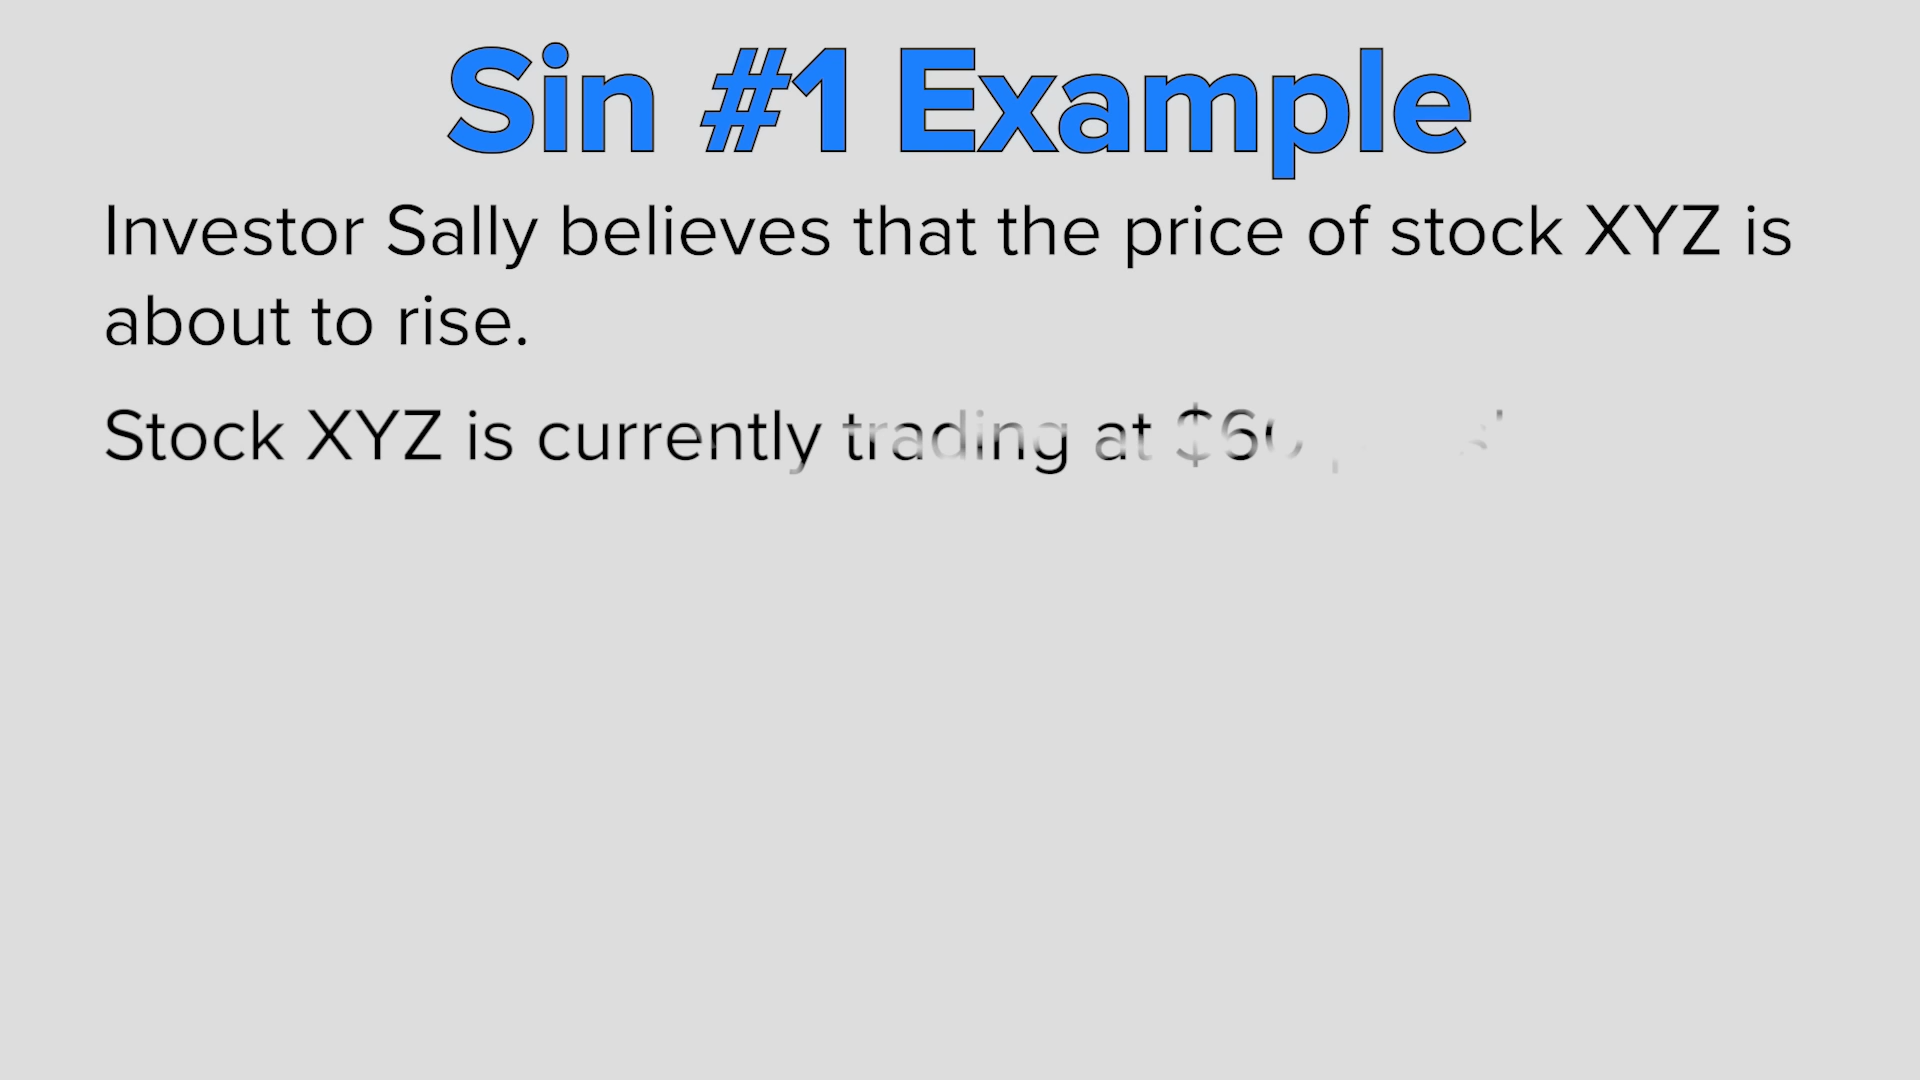 Sin #1 Example
Investor Sally believes that the price of stock XYZ is
about to rise.
Stock XYZ is currently trading at $60